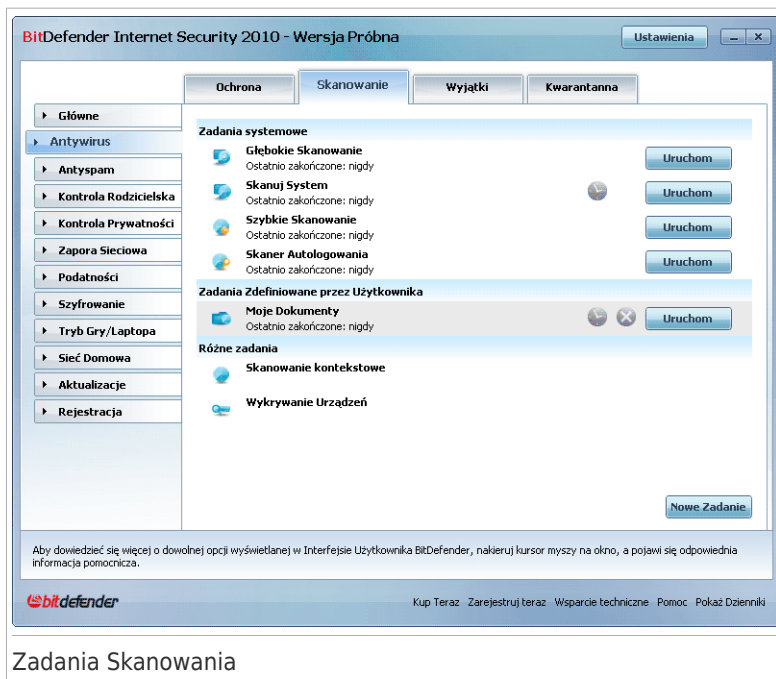 BitDefender Internet Security 2010 - Wersja Próbna
Ustawienia
Ochrona
Skanowanie
Wyjątki
Kwarantanna
Główne
Antywirus
Antyspam
Kontrola Rodzicielska
Kontrola Prywatności
Zapora Sieciowa
Podatności
Szyfrowanie
Tryb Gry/Laptopa
Sieć Domowa
Aktualizacje
Rejestracja
Zadania systemowe
Głębokie Skanowanie
Ostatnio zakończone: nigdy
Uruchom
Skanuj System
Ostatnio zakończone: nigdy
Uruchom
Szybkie Skanowanie
Ostatnio zakończone: nigdy
Uruchom
Skaner Autologowania
Ostatnio zakończone: nigdy
Uruchom
Zadania Zdefiniowane przez Użytkownika
Moje Dokumenty
Ostatnio zakończone: nigdy
Uruchom
Różne zadania
Skanowanie kontekstowe
Wykrywanie Urządzeń
Nowe Zadanie
Aby dowiedzieć się więcej o dowolnej opcji wyświetlanej w Interfejsie Użytkownika BitDefender, nakieruj kursor myszy na okno, a pojawi się odpowiednia
informacja pomocnicza.
bitdefender
Kup Teraz Zarejestruj teraz Wsparcie techniczne Pomoc Pokaż Dzienniki
Zadania Skanowania